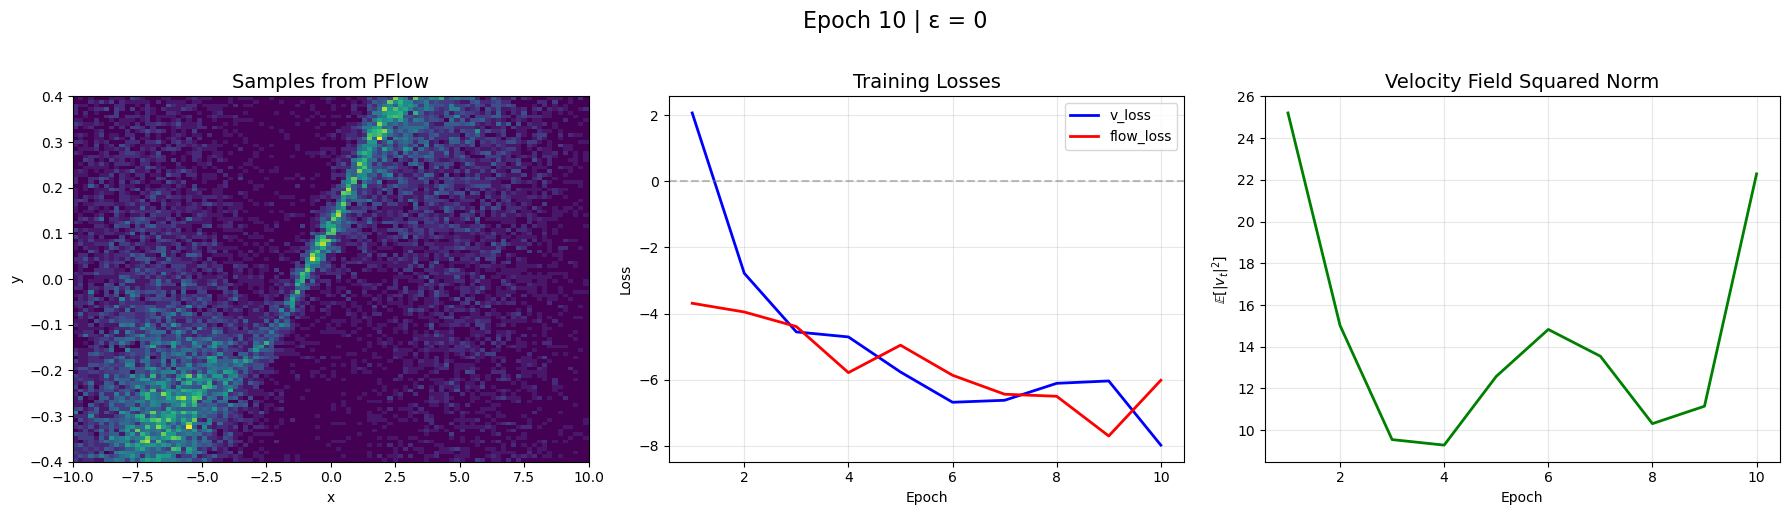 Epoch 10 | ε = 0
Samples from PFlow
0.4
0.3
0.2
0.1
0.0
−0.1
−0.2
−0.3
−0.4
y
−10.0 −7.5 −5.0 −2.5 0.0 2.5 5.0 7.5 10.0
x
Training Losses
v_loss
flow_loss
2
0
−2
−4
−6
−8
Loss
2 4 6 8 10
Epoch
Velocity Field Squared Norm
26
24
22
20
18
16
14
12
10
𝔼[|v_t|²]
2 4 6 8 10
Epoch